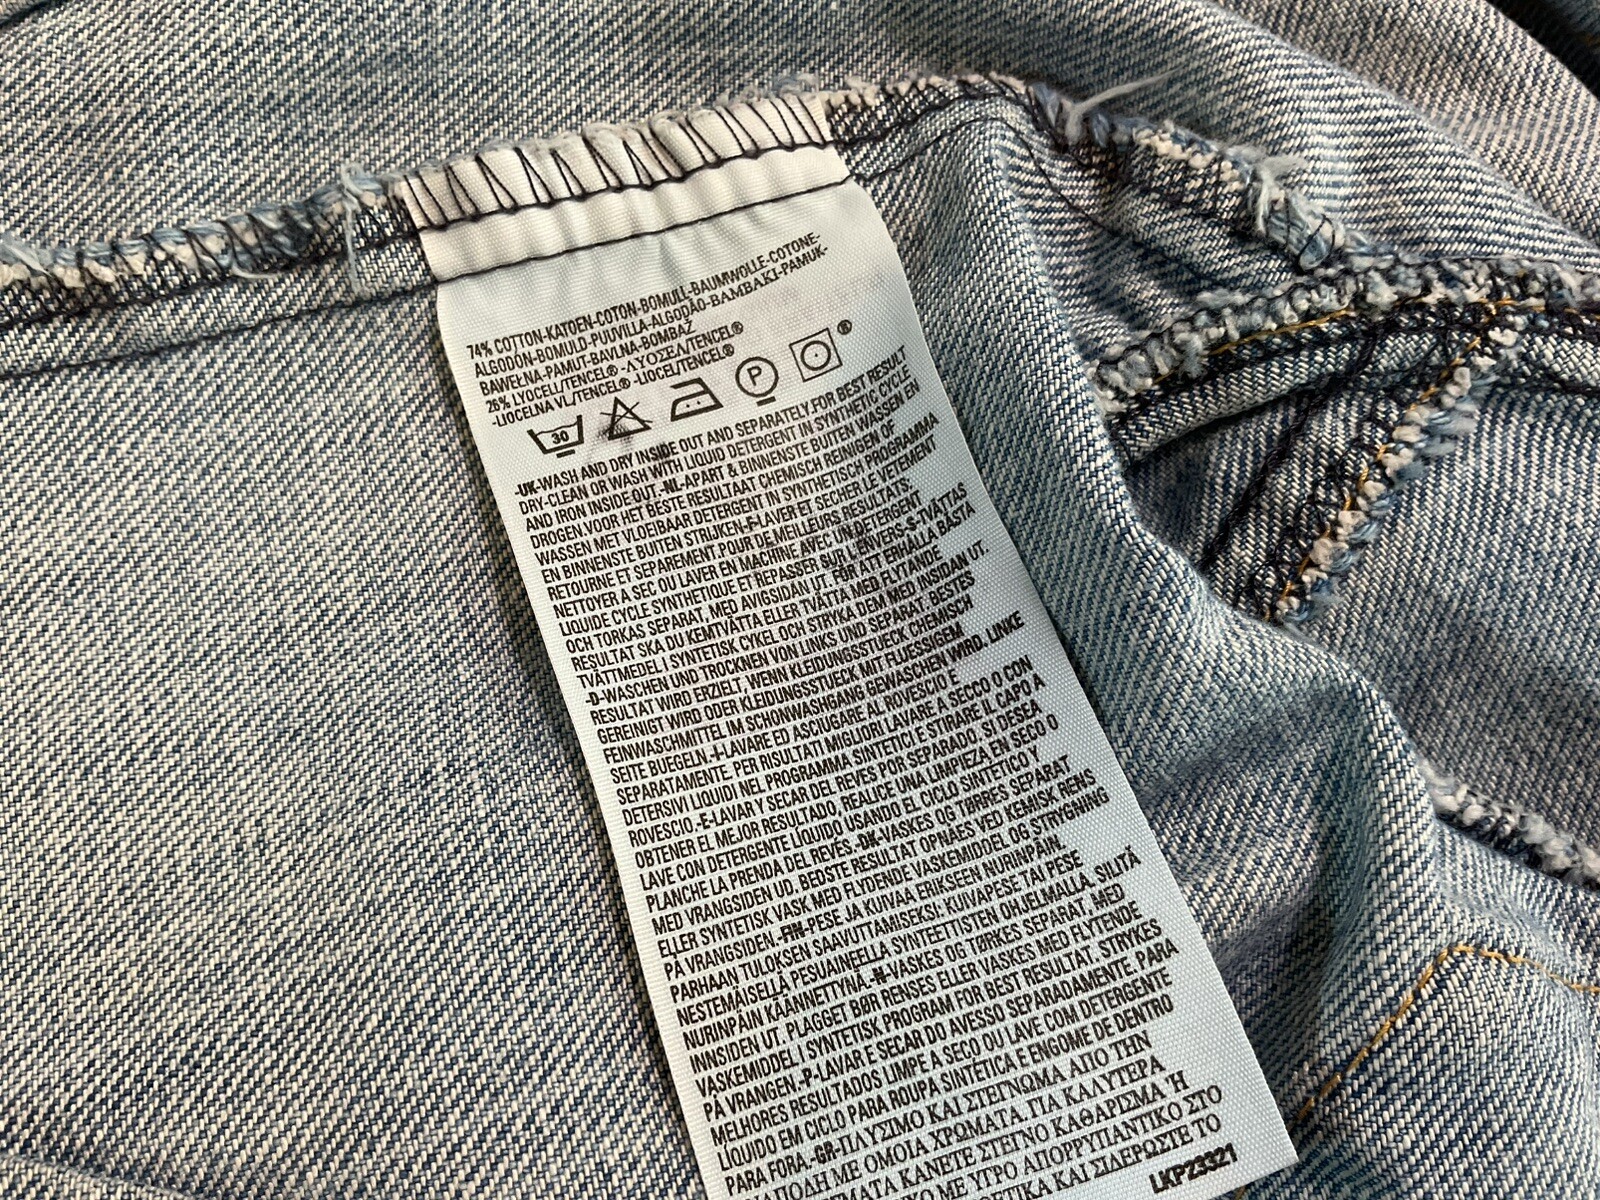 74% COTTON-KATOEN-COTON-BOMULL-BAUMWOLLE-COTONE-
ALGODÓN-BOMULD-PUUVILLA-ALGODÃO-ΒΑΜΒΑΚΙ-PAMUK-
BAWEŁNA-PAMUT-BAVLNA-BOMBAŽ
26% LYOCELL/TENCEL® -ΛΥΟΣΕΛ/TENCEL®
-LIOCELNA VL/TENCEL® -LIOCEL/TENCEL®
30 P ®
-UK-WASH AND DRY INSIDE OUT AND SEPARATELY.FOR BEST RESULT
DRY-CLEAN OR WASH WITH LIQUID DETERGENT IN SYNTHETIC CYCLE
AND IRON INSIDE OUT.-NL-APART & BINNENSTE BUITEN WASSEN EN
DROGEN.VOOR HET BESTE RESULTAAT CHEMISCH REINIGEN OF
WASSEN MET VLOEIBAAR DETERGENT IN SYNTHETISCH PROGRAMMA
EN BINNENSTE BUITEN STRIJKEN-F-LAVER ET SECHER LE VETEMENT
RETOURNE ET SEPAREMENT.POUR DE MEILLEURS RESULTATS:
NETTOYER A SEC OU LAVER EN MACHINE AVEC UN DETERGENT
LIQUIDE CYCLE SYNTHETIQUE ET REPASSER SUR L'ENVERS-S-TVÄTTAS
OCH TORKAS SEPARAT, MED AVIGSIDAN UT. FÖR ATT ERHÅLLA BÄSTA
RESULTAT SKA DU KEMTVÄTTA ELLER TVÄTTA MED FLYTANDE
TVÄTTMEDEL I SYNTETISK CYKEL OCH STRYKA DEM MED INSIDAN UT.
-D-WASCHEN UND TROCKNEN VON LINKS UND SEPARAT. BESTES
RESULTAT WIRD ERZIELT, WENN KLEIDUNGSSTUECK CHEMISCH
GEREINIGT WIRD ODER KLEIDUNGSSTUECK MIT FLUESSIGEM
FEINWASCHMITTEL IM SCHONWASHGANG GEWASCHEN WIRD. LINKE
SEITE BUEGELN.-I-LAVARE ED ASCIUGARE AL ROVESCIO E
SEPARATAMENTE. PER RISULTATI MIGLIORI LAVARE A SECCO O CON
DETERSIVI LIQUIDI NEL PROGRAMMA SINTETICI E STIRARE IL CAPO A
ROVESCIO.-E-LAVAR Y SECAR DEL REVES POR SEPARADO. SI DESEA
OBTENER EL MEJOR RESULTADO, REALICE UNA LIMPIEZA EN SECO O
LAVE CON DETERGENTE LÍQUIDO USANDO EL CICLO SINTETICO Y
PLANCHE LA PRENDA DEL REVÉS.-DK-VASKES OG TØRRES SEPARAT
MED VRANGSIDEN UD. BEDSTE RESULTAT OPNÅES VED KEMISK RENS
ELLER SYNTETISK VASK MED FLYDENDE VASKEMIDDEL OG STRYGNING
PÅ VRANGSIDEN.-FIN-PESE JA KUIVAA ERIKSEEN NURINPÄIN.
PARHAAN TULOKSEN SAAVUTTAMISEKSI: KUIVAPESE TAI PESE
NESTEMÄISELLÄ PESUAINEELLA SYNTEETTISTEN OHJELMALLA. SILITÄ
NURINPÄIN KÄÄNNETTYNÄ.-N-VASKES OG TØRKES SEPARAT, MED
INNSIDEN UT. PLAGGET BØR RENSES ELLER VASKES MED FLYTENDE
VASKEMIDDEL I SYNTETISK PROGRAM FOR BEST RESULTAT. STRYKES
PÅ VRANGEN.-P-LAVAR E SECAR DO AVESSO SEPARADAMENTE. PARA
MELHORES RESULTADOS LIMPE A SECO OU LAVE COM DETERGENTE
LÍQUIDO EM CICLO PARA ROUPA SINTÉTICA E ENGOME DE DENTRO
PARA FORA.-GR-ΠΛΥΣΙΜΟ ΚΑΙ ΣΤΕΓΝΩΜΑ ΑΠΟ ΤΗΝ
ΑΝΑΠΟΔΗ ΜΕ ΟΜΟΙΑ ΧΡΩΜΑΤΑ. ΓΙΑ ΚΑΛΥΤΕΡΑ
ΚΑΝΕΤΕ ΣΤΕΓΝΟ ΚΑΘΑΡΙΣΜΑ Ή
ΜΕ ΥΓΡΟ ΑΠΟΡΡΥΠΑΝΤΙΚΟ ΣΤΟ
ΚΑΙ ΣΙΔΕΡΩΣΤΕ ΤΟ
LKP23321